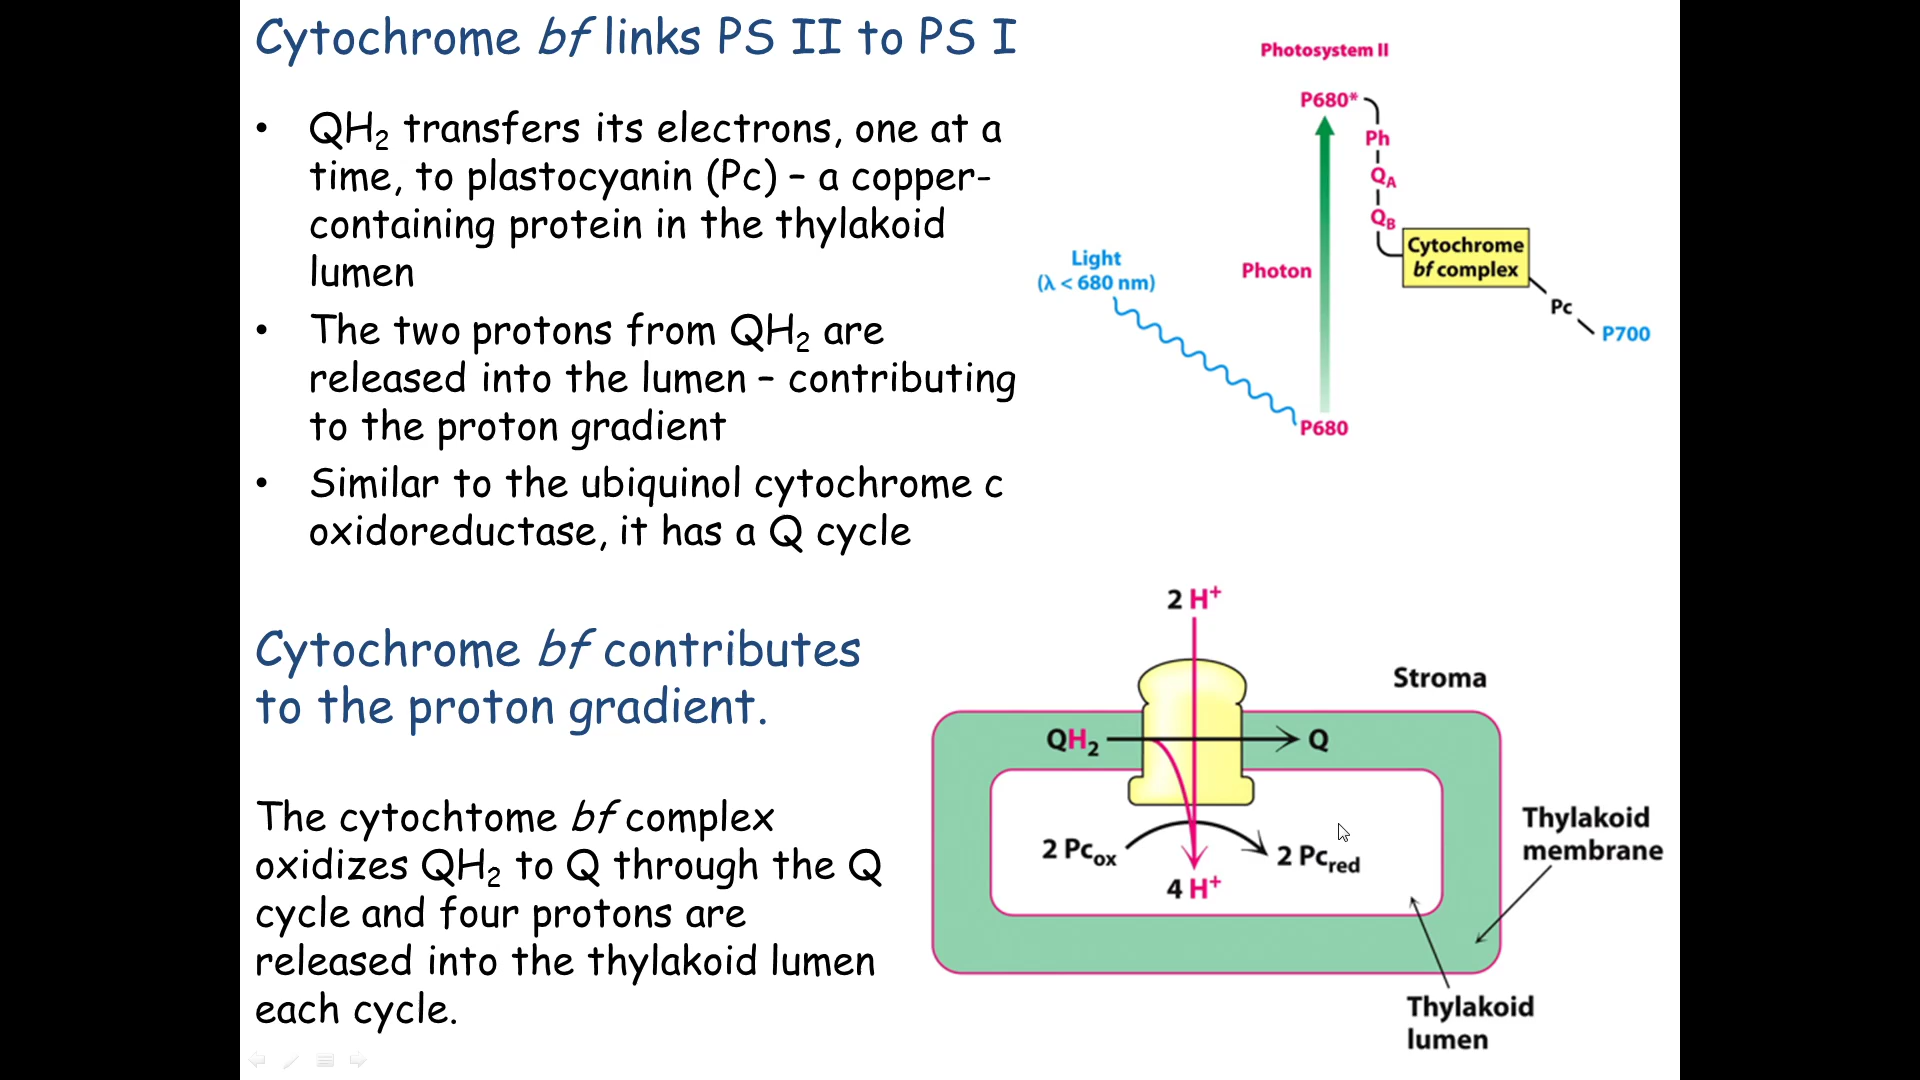 Cytochrome bf links PS II to PS I
• QH₂ transfers its electrons, one at a
time, to plastocyanin (Pc) – a copper-
containing protein in the thylakoid
lumen
• The two protons from QH₂ are
released into the lumen – contributing
to the proton gradient
• Similar to the ubiquinol cytochrome c
oxidoreductase, it has a Q cycle
Photosystem II
P680*
Ph
Q_A
Q_B
Cytochrome
bf complex
Pc
P700
Light
(λ < 680 nm)
Photon
P680
Cytochrome bf contributes
to the proton gradient.
The cytochtome bf complex
oxidizes QH₂ to Q through the Q
cycle and four protons are
released into the thylakoid lumen
each cycle.
2 H⁺
Stroma
QH₂
Q
2 Pc_ox
2 Pc_red
4 H⁺
Thylakoid
membrane
Thylakoid
lumen